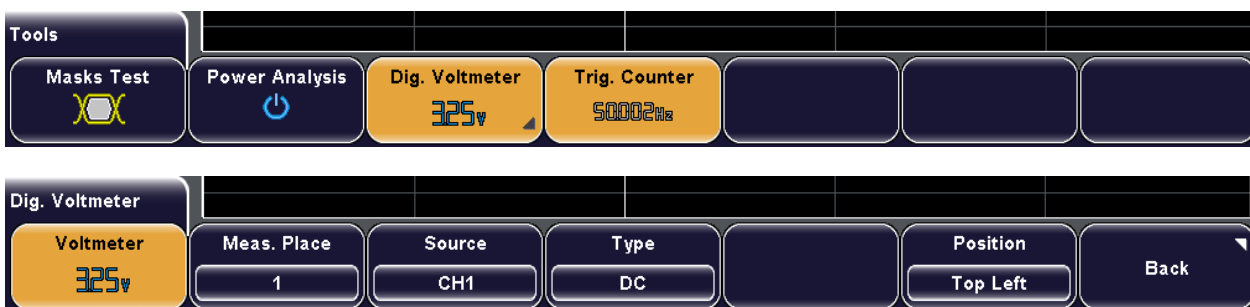 Tools
Masks Test Power Analysis Dig. Voltmeter Trig. Counter
325V 50.002Hz
Dig. Voltmeter
Voltmeter Meas. Place Source Type Position Back
325V 1 CH1 DC Top Left